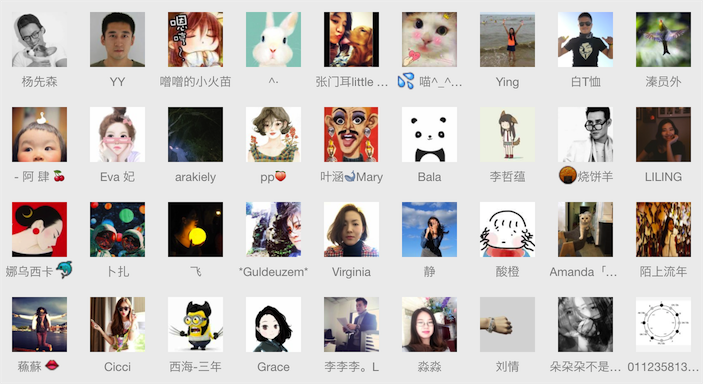 嗯
嗯~
杨先森
YY
噌噌的小火苗
^·
张门耳little ...
💦 喵^_^...
Ying
白T恤
溱员外
- 阿 肆🍒
Eva 妃
arakiely
pp🍑
叶涵🐳Mary
Bala
李哲蕴
🍘烧饼羊
LILING
娜乌西卡🐬
卜扎
飞
*Guldeuzem*
Virginia
静
酸橙
Amanda「...
陌上流年
穐蘇 👄
Cicci
西海-三年
Grace
李李李。L
淼淼
刘情
朵朵朵不是...
011235813...